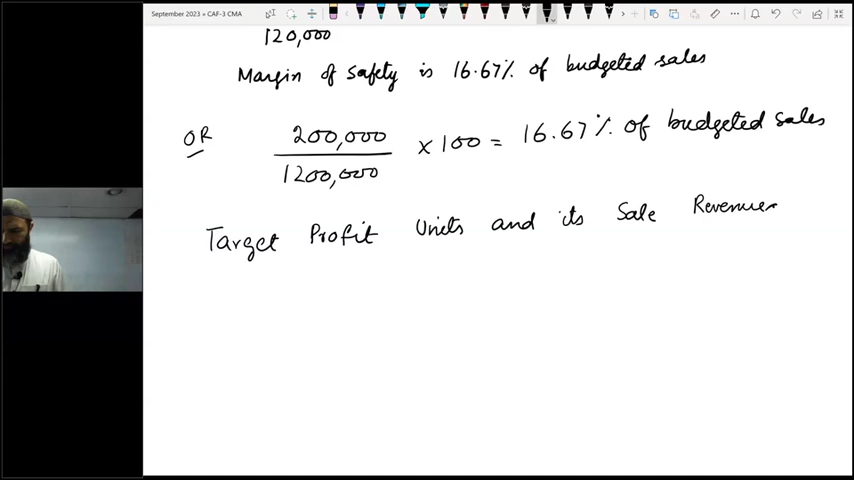 September 2023 » CAF-3 CMA
120,000
Margin of safety is 16.67% of budgeted sales
OR 200,000 × 100 = 16.67% of budgeted sales
1200,000
Target Profit Units and its Sale Revenue